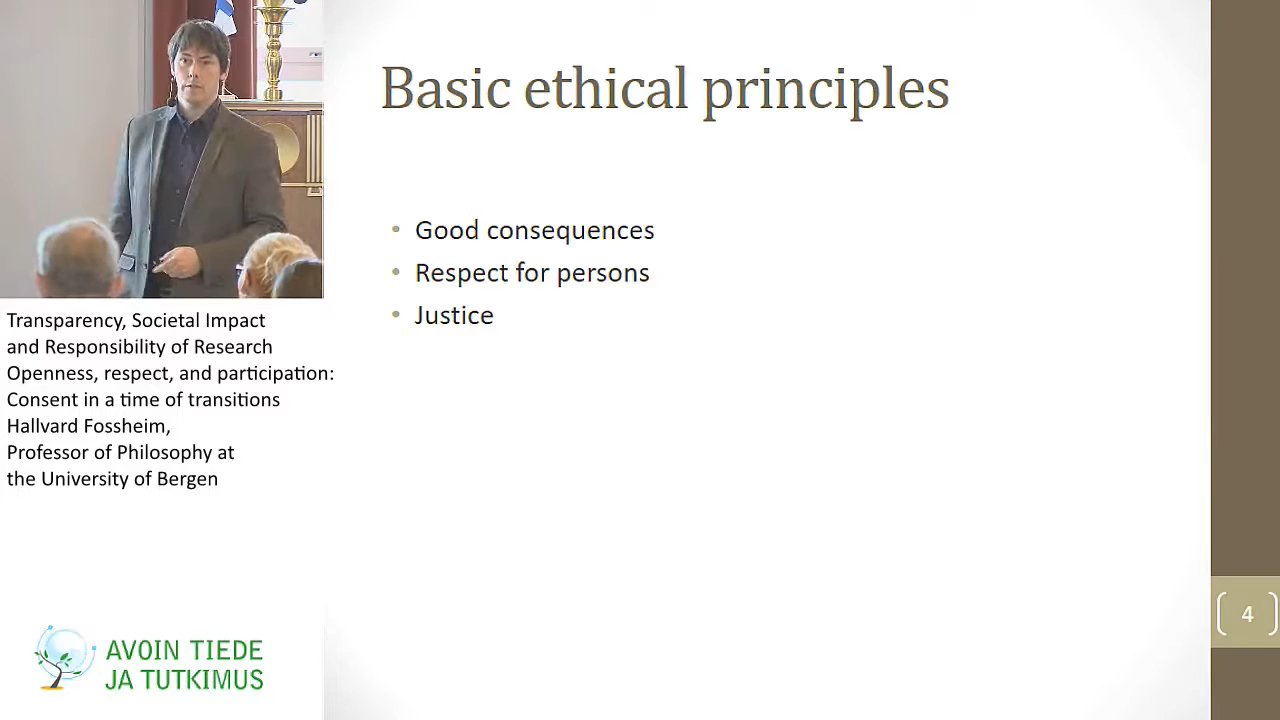 Basic ethical principles
• Good consequences
• Respect for persons
• Justice
Transparency, Societal Impact
and Responsibility of Research
Openness, respect, and participation:
Consent in a time of transitions
Hallvard Fossheim,
Professor of Philosophy at
the University of Bergen
AVOIN TIEDE
JA TUTKIMUS
4